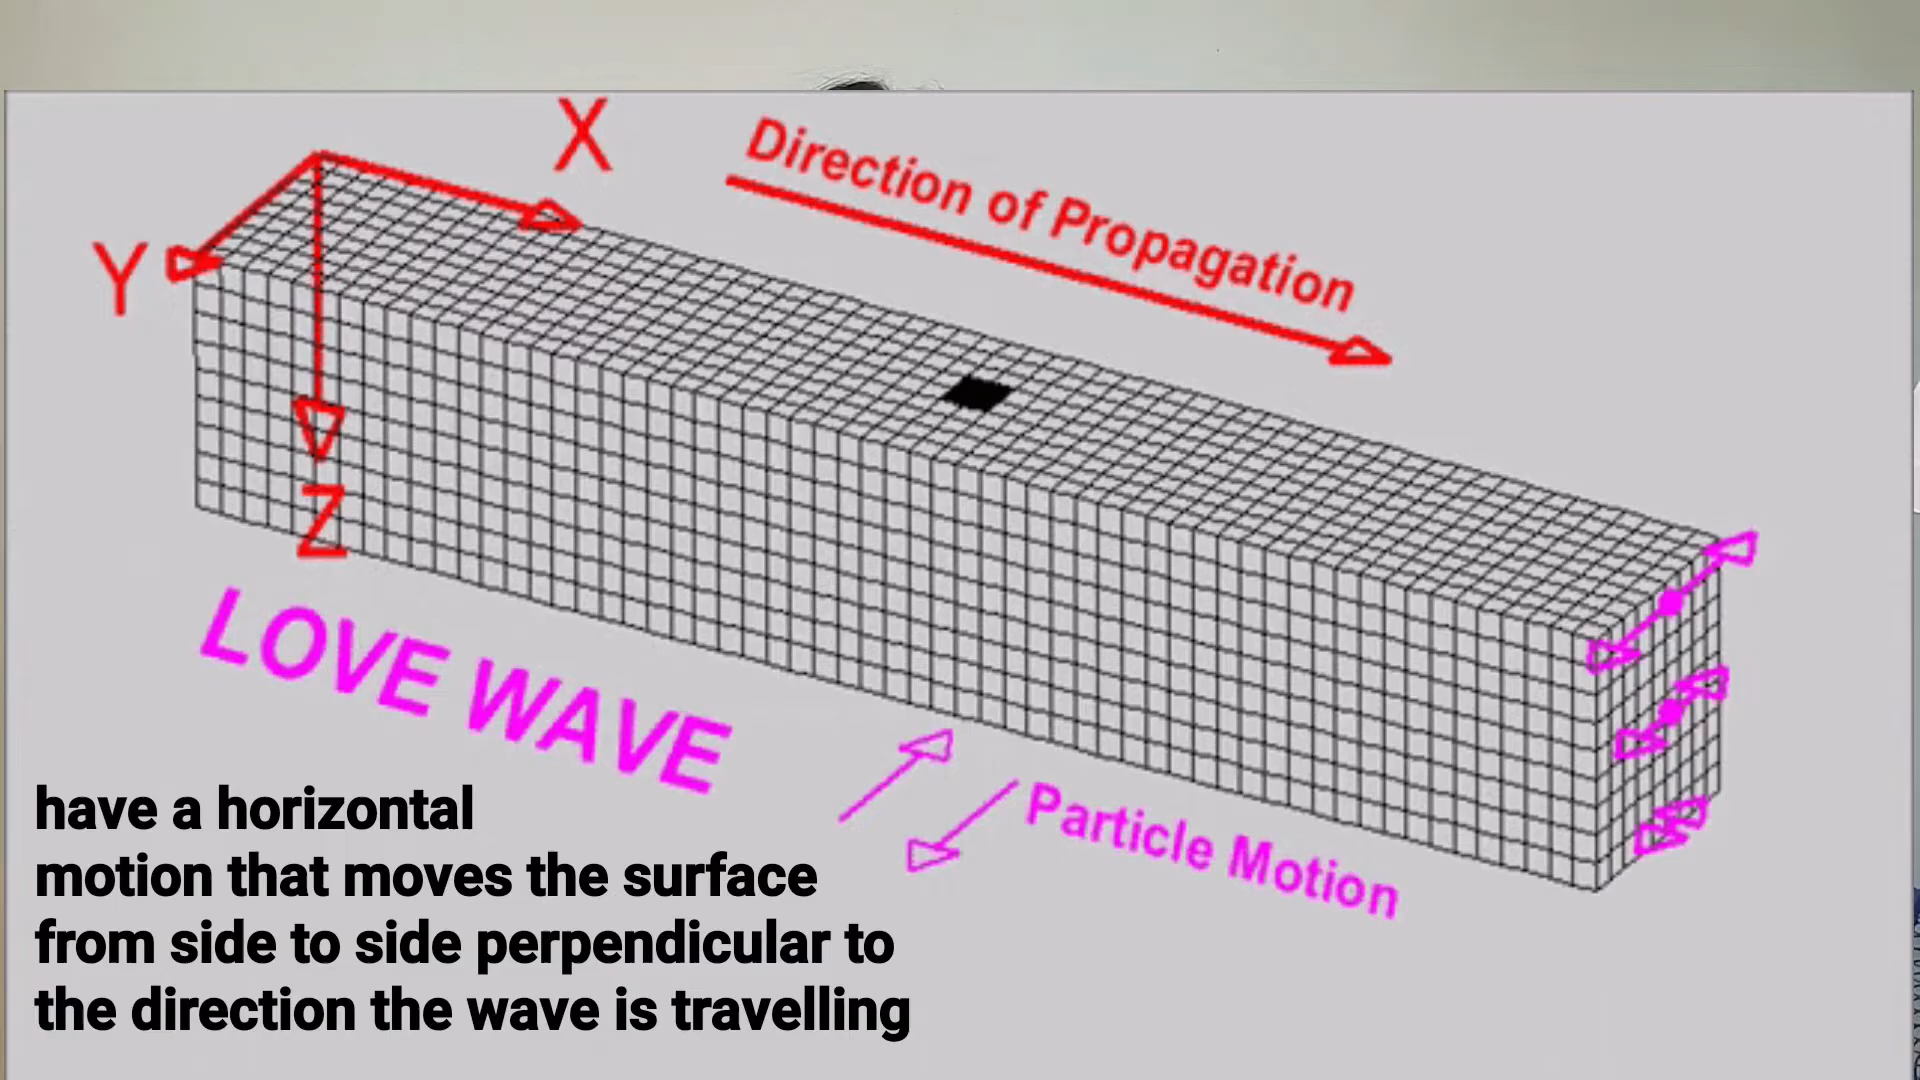 X
Direction of Propagation
Y
Z
LOVE WAVE
Particle Motion
have a horizontal
motion that moves the surface
from side to side perpendicular to
the direction the wave is travelling